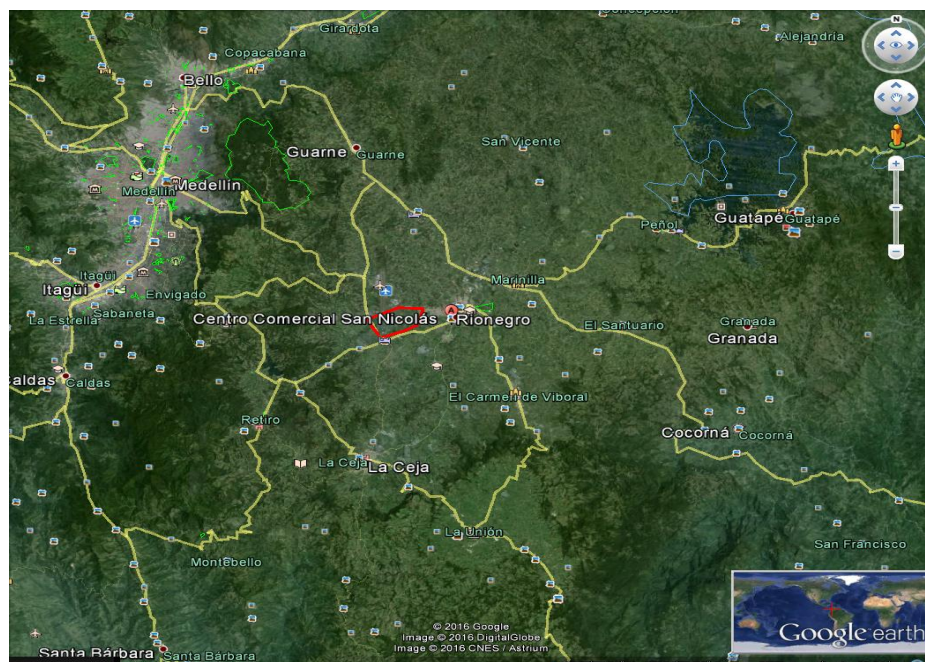 Concepción
Girardota
Alejandria
N
Copacabana
Bello
San Vicente
Guarne Guarne
Medellín
Medellín
Guatapé Guatapé
Peñol
Itagüi
Itagüí
Marinilla
Envigado
Sabaneta
La Estrella
Centro Comercial San Nicolás A Rionegro
El Santuario
Granada
Granada
Caldas Caldas
El Carmen de Viboral
Retiro
Cocorná Cocorná
La Ceja La Ceja
La Unión
San Francisco
Montebello
© 2016 Google
Image © 2016 DigitalGlobe
Image © 2016 CNES / Astrium
Google earth
Santa Bárbara Santa Bárbara